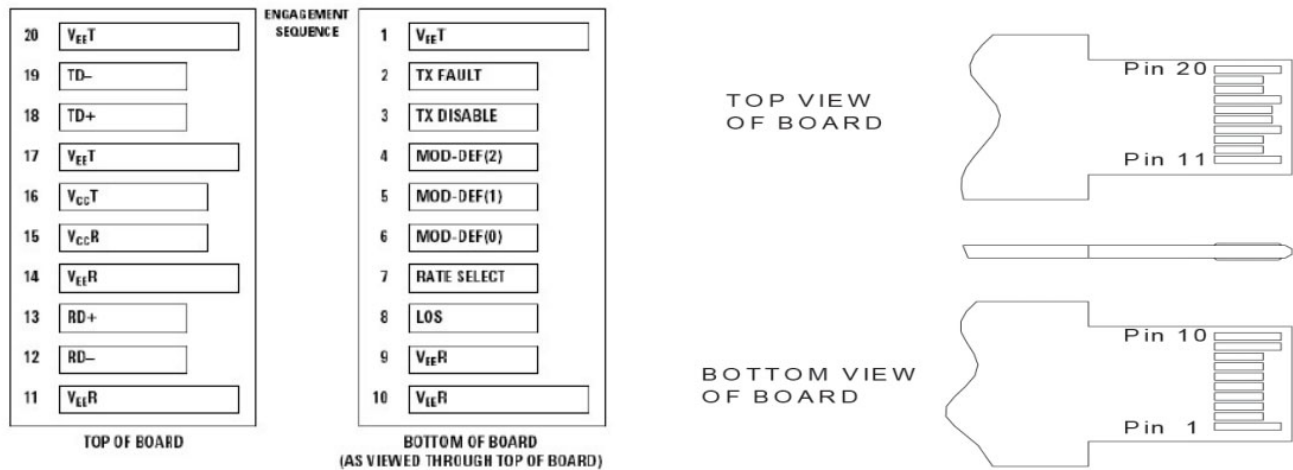 ENGAGEMENT
SEQUENCE
20 VEET
19 TD–
18 TD+
17 VEET
16 VCCT
15 VCCR
14 VEER
13 RD+
12 RD–
11 VEER
TOP OF BOARD
1 VEET
2 TX FAULT
3 TX DISABLE
4 MOD-DEF(2)
5 MOD-DEF(1)
6 MOD-DEF(0)
7 RATE SELECT
8 LOS
9 VEER
10 VEER
BOTTOM OF BOARD
(AS VIEWED THROUGH TOP OF BOARD)
TOP VIEW
OF BOARD
Pin 20
Pin 11
BOTTOM VIEW
OF BOARD
Pin 10
Pin 1